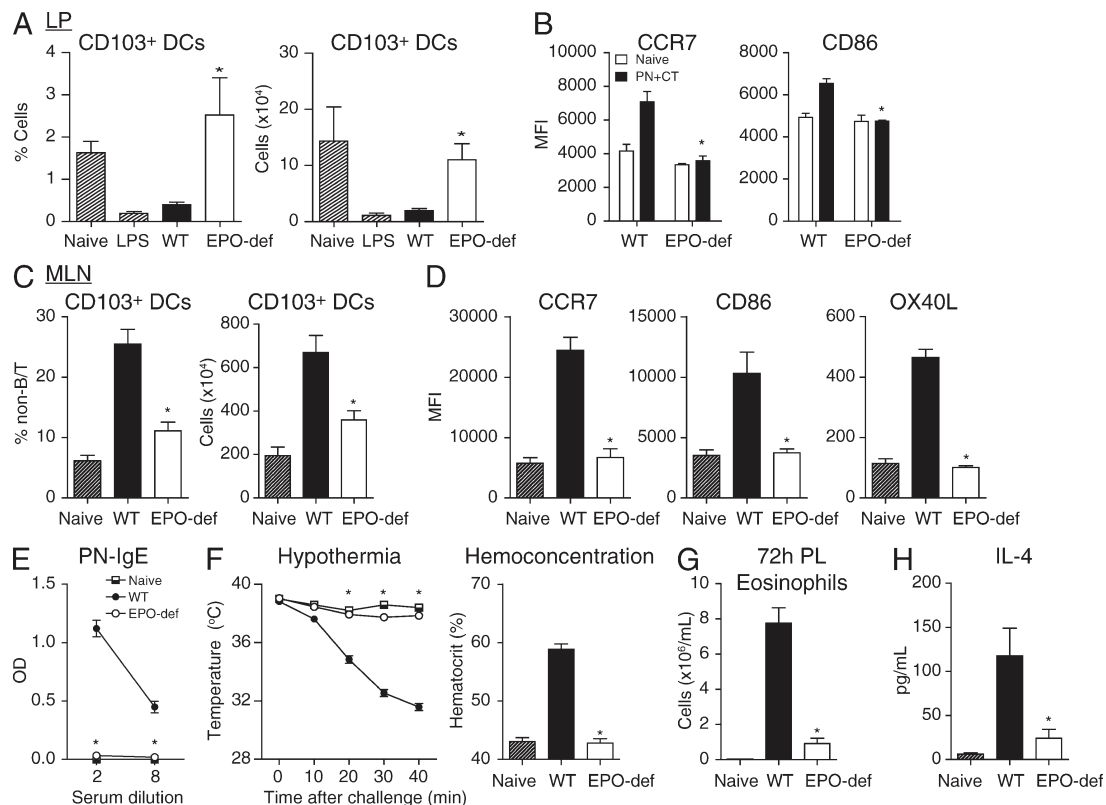 A LP
CD103+ DCs
% Cells
4
3
2
1
0
*
Naive LPS WT EPO-def
CD103+ DCs
Cells (x10⁴)
30
20
10
0
*
Naive LPS WT EPO-def
B
CCR7
MFI
10000
8000
6000
4000
2000
0
Naive
PN+CT
*
WT EPO-def
CD86
10000
8000
6000
4000
2000
0
*
WT EPO-def
C MLN
CD103+ DCs
% non-B/T
30
20
10
0
*
Naive WT EPO-def
CD103+ DCs
Cells (x10⁴)
800
600
400
200
0
*
Naive WT EPO-def
D
CCR7
MFI
30000
20000
10000
0
*
Naive WT EPO-def
CD86
15000
10000
5000
0
*
Naive WT EPO-def
OX40L
600
400
200
0
*
Naive WT EPO-def
E
PN-IgE
OD
1.5
1.0
0.5
0.0
Naive
WT
EPO-def
* *
2 8
Serum dilution
F
Hypothermia
Temperature (°C)
40
36
32
28
* * *
0 10 20 30 40
Time after challenge (min)
Hemoconcentration
Hematocrit (%)
70
60
50
40
*
Naive WT EPO-def
G
72h PL
Eosinophils
Cells (x10⁶/mL)
10
8
6
4
2
0
*
Naive WT EPO-def
H
IL-4
pg/mL
200
150
100
50
0
*
Naive WT EPO-def